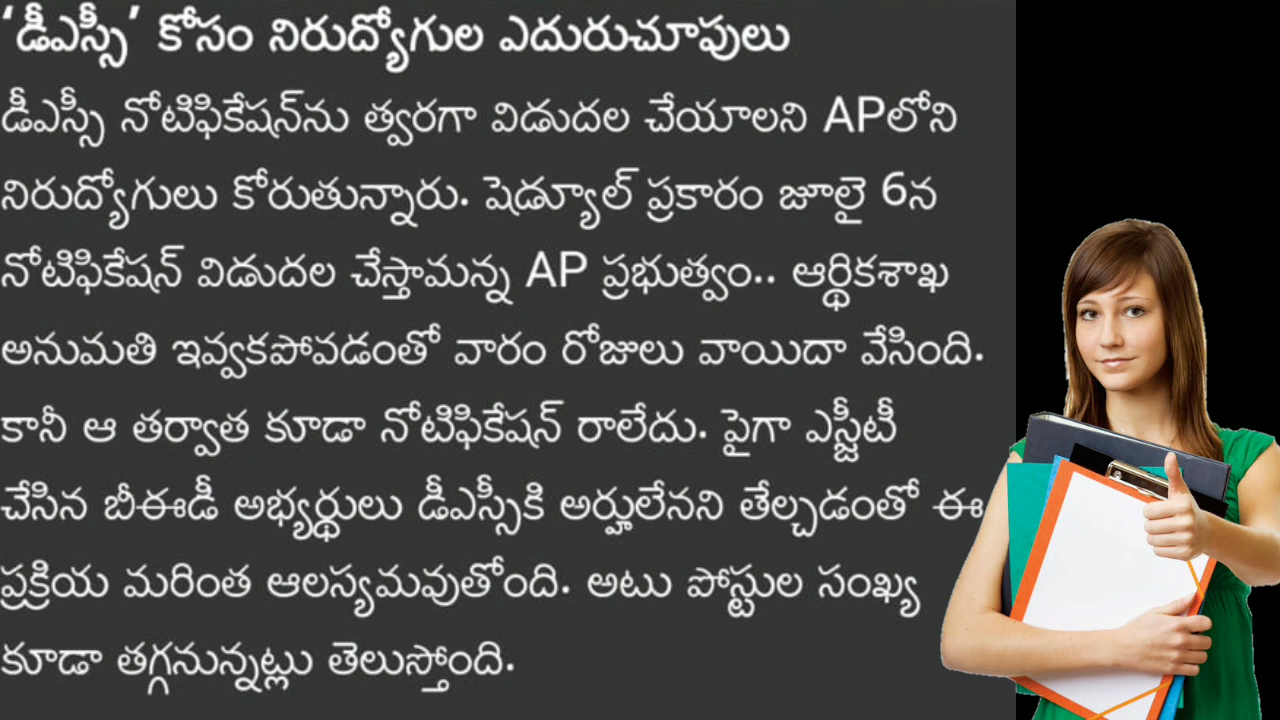 ‘డీఎస్సీ’ కోసం నిరుద్యోగుల ఎదురుచూపులు
డీఎస్సీ నోటిఫికేషన్‌ను త్వరగా విడుదల చేయాలని APలోని
నిరుద్యోగులు కోరుతున్నారు. షెడ్యూల్ ప్రకారం జూలై 6న
నోటిఫికేషన్ విడుదల చేస్తామన్న AP ప్రభుత్వం.. ఆర్థికశాఖ
అనుమతి ఇవ్వకపోవడంతో వారం రోజులు వాయిదా వేసింది.
కానీ ఆ తర్వాత కూడా నోటిఫికేషన్ రాలేదు. పైగా ఎస్జీటీ
చేసిన బీఈడీ అభ్యర్థులు డీఎస్సీకి అర్హులేనని తేల్చడంతో ఈ
ప్రక్రియ మరింత ఆలస్యమవుతోంది. అటు పోస్టుల సంఖ్య
కూడా తగ్గనున్నట్లు తెలుస్తోంది.